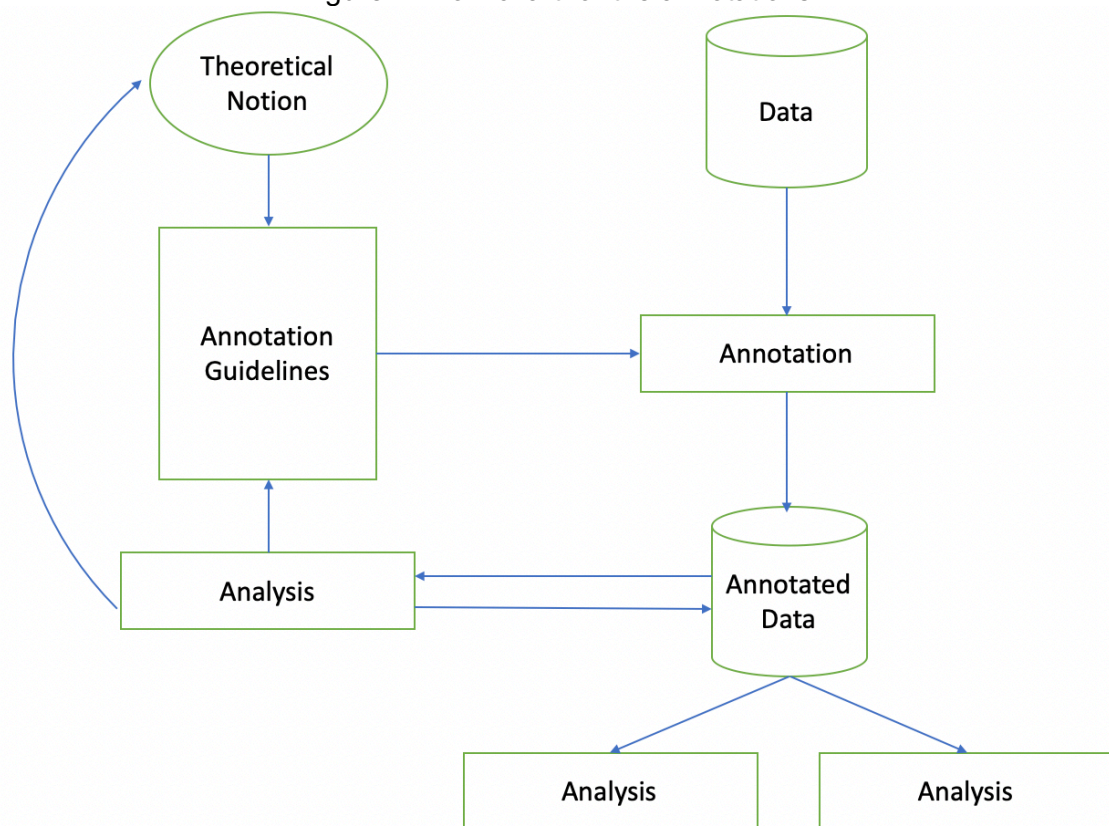 Theoretical
Notion
Data
Annotation
Guidelines
Annotation
Analysis
Annotated
Data
Analysis
Analysis